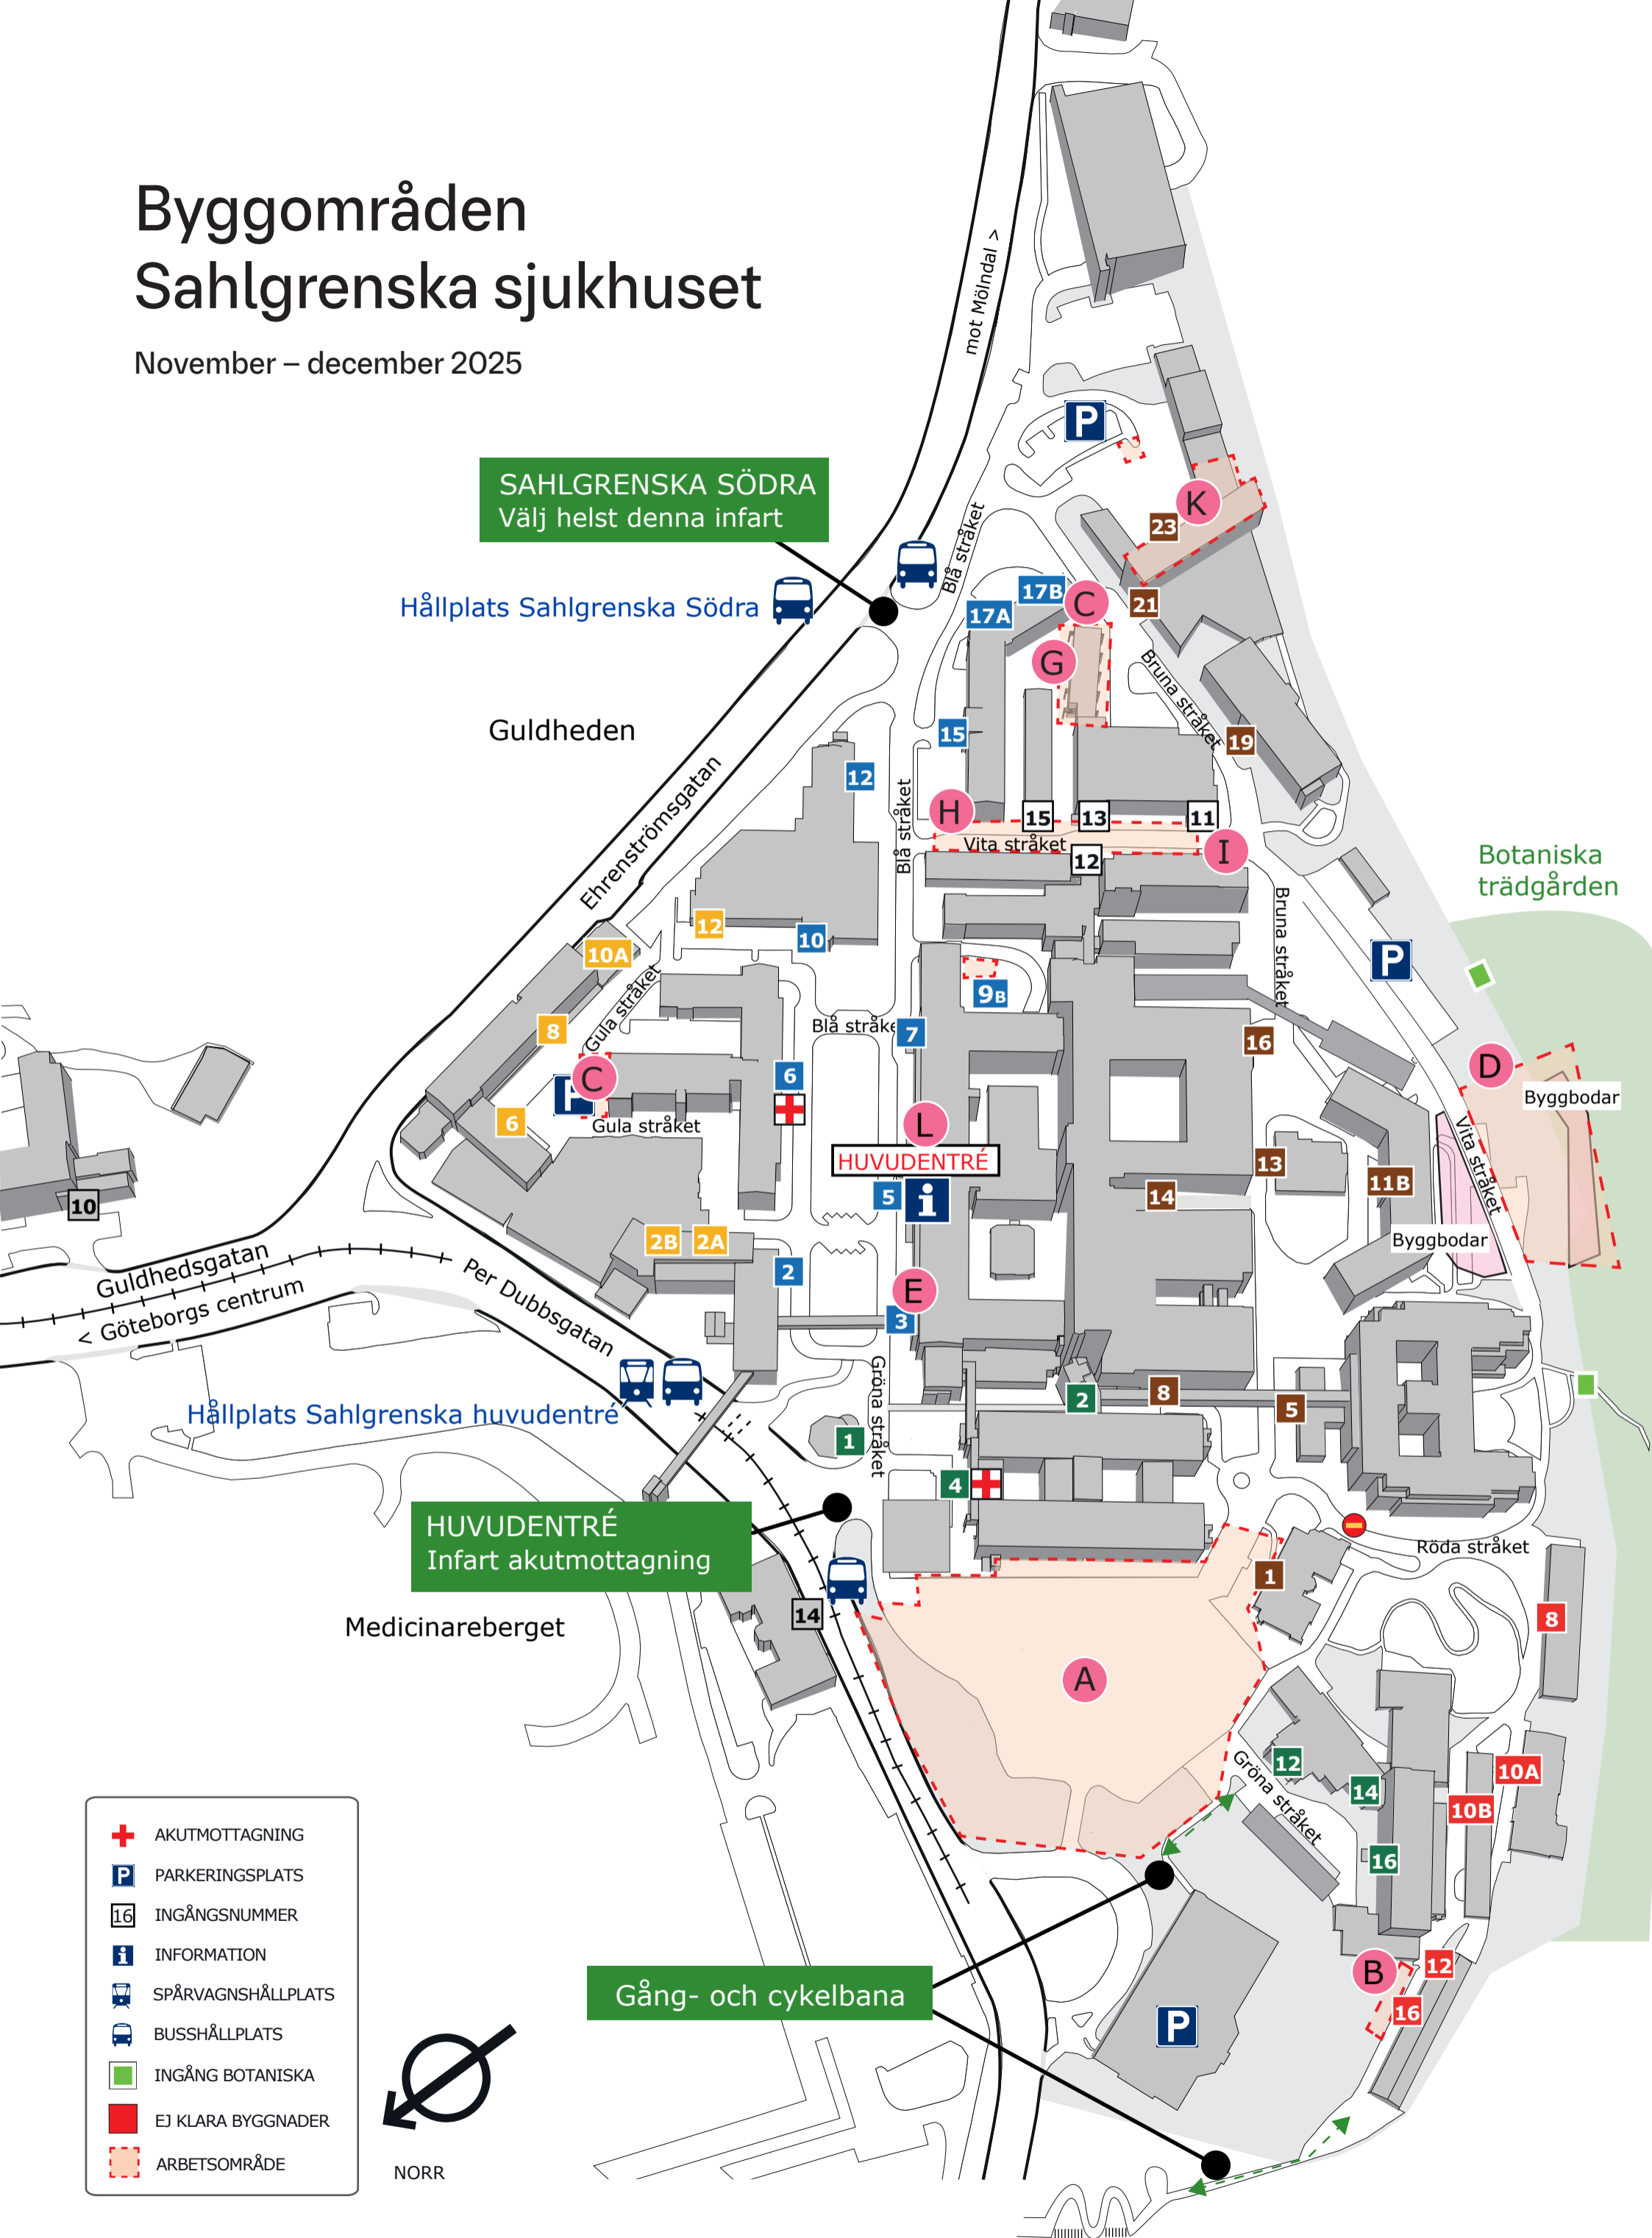 Byggområden
Sahlgrenska sjukhuset
November – december 2025
mot Mölndal >
P
K
23
SAHLGRENSKA SÖDRA
Välj helst denna infart
Blå stråket
Hållplats Sahlgrenska Södra
17B
C
21
17A
G
Bruna stråket
Guldheden
15
19
12
Ehrenströmsgatan
H
15
13
11
Blå stråket
Vita stråket
12
I
Botaniska
trädgården
12
10
10A
Bruna stråket
P
9B
Gula stråket
8
Blå stråke
7
16
D
C
P
6
Byggbodar
6
Gula stråket
L
Vita stråket
HUVUDENTRÉ
13
11B
5
i
14
10
2B
2A
Byggbodar
2
Guldhedsgatan
E
< Göteborgs centrum
Per Dubbsgatan
3
Gröna stråket
2
8
5
Hållplats Sahlgrenska huvudentré
1
4
HUVUDENTRÉ
Infart akutmottagning
Röda stråket
1
14
Medicinareberget
8
A
Gröna stråket
12
14
10A
10B
16
AKUTMOTTAGNING
P PARKERINGSPLATS
16 INGÅNGSNUMMER
i INFORMATION
SPÅRVAGNSHÅLLPLATS
BUSSHÅLLPLATS
INGÅNG BOTANISKA
EJ KLARA BYGGNADER
ARBETSOMRÅDE
NORR
Gång- och cykelbana
B
12
16
P